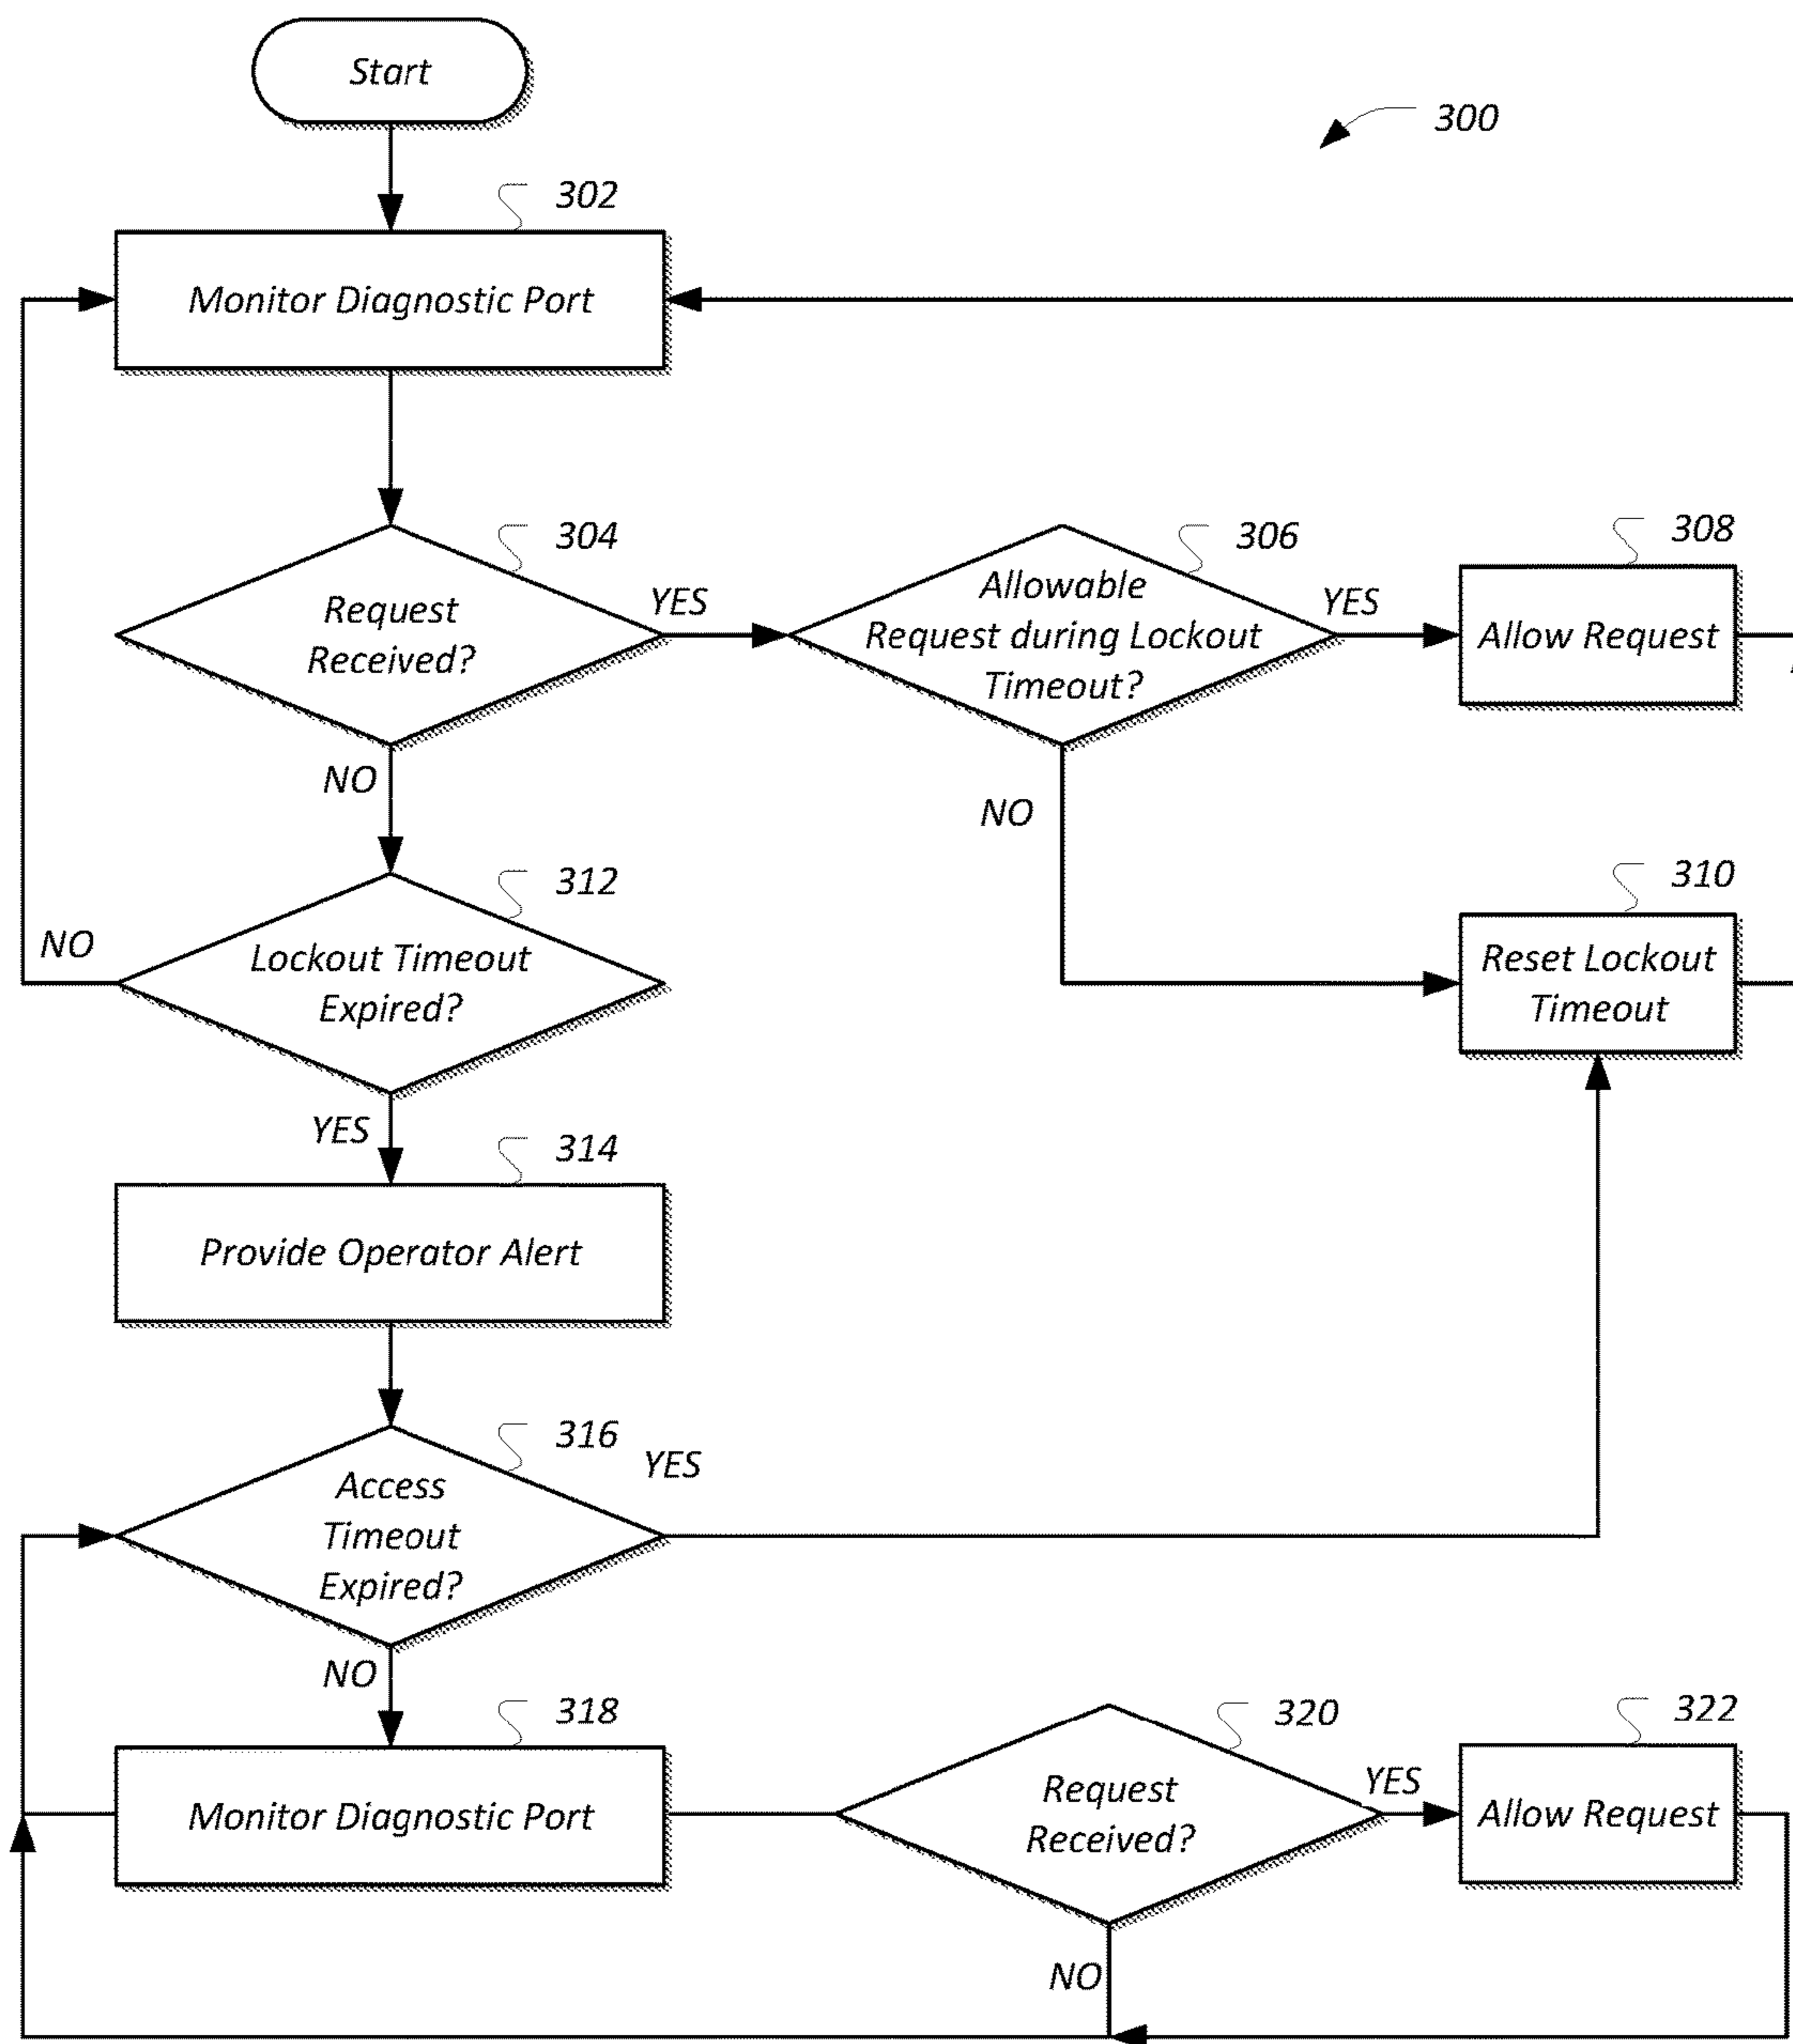 Start
300
302
Monitor Diagnostic Port
304
Request
Received?
YES
306
Allowable
Request during Lockout
Timeout?
YES
308
Allow Request
NO
NO
312
Lockout Timeout
Expired?
NO
310
Reset Lockout
Timeout
YES
314
Provide Operator Alert
316
Access
Timeout
Expired?
YES
NO
318
Monitor Diagnostic Port
320
Request
Received?
YES
322
Allow Request
NO